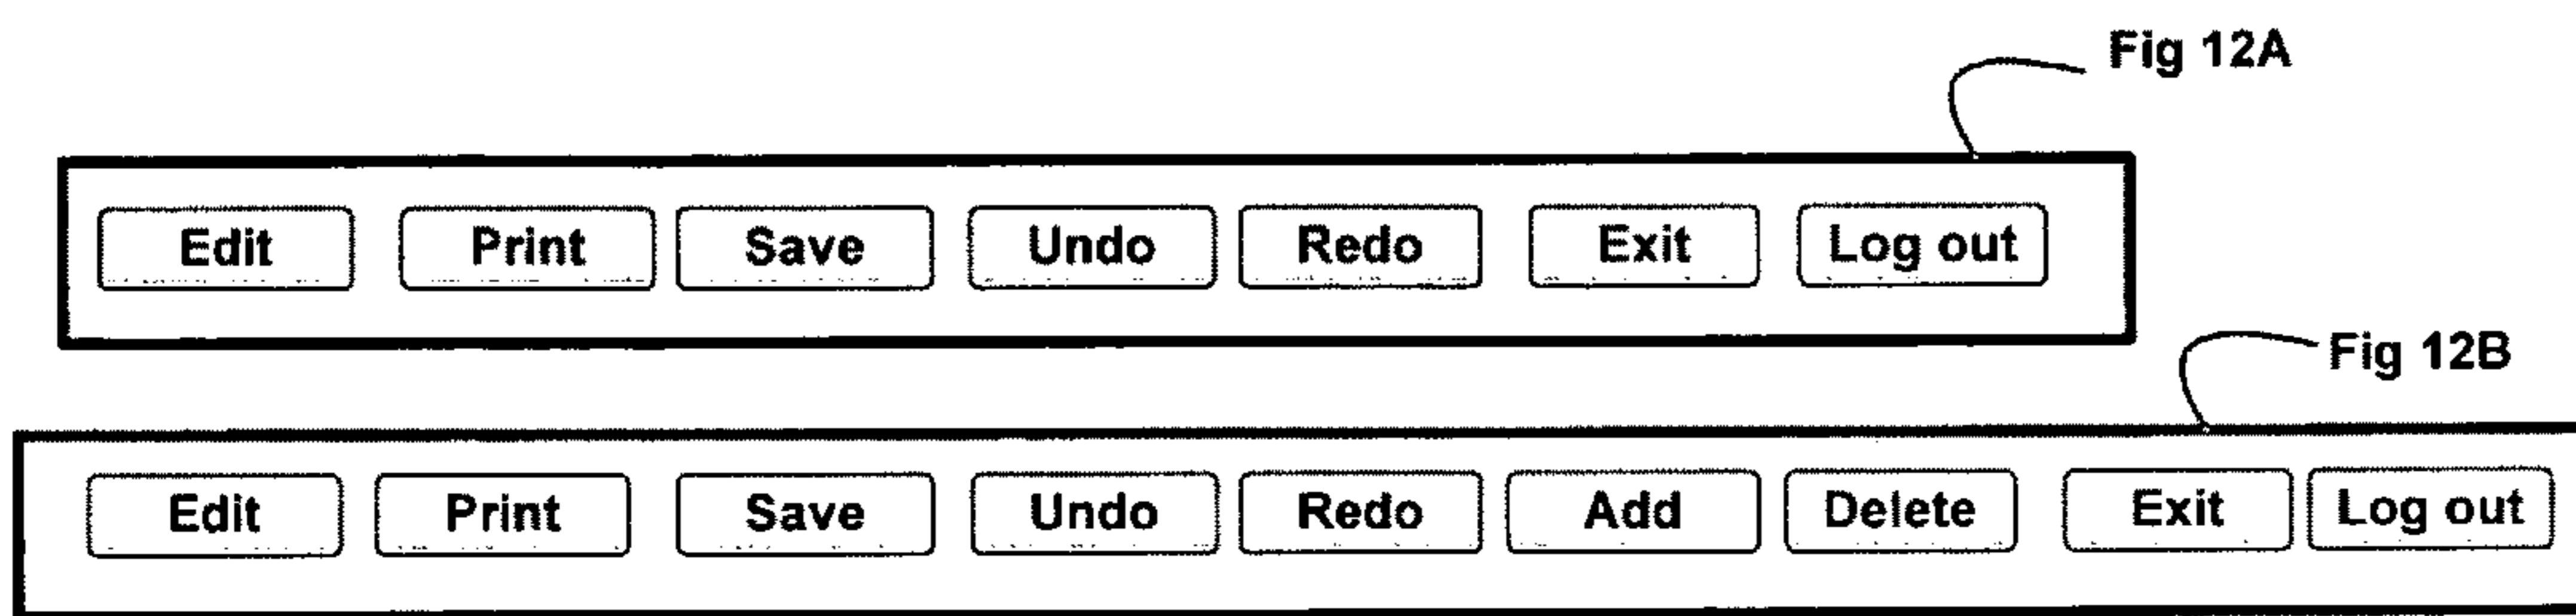 Fig 12A
Edit Print Save Undo Redo Exit Log out
Fig 12B
Edit Print Save Undo Redo Add Delete Exit Log out